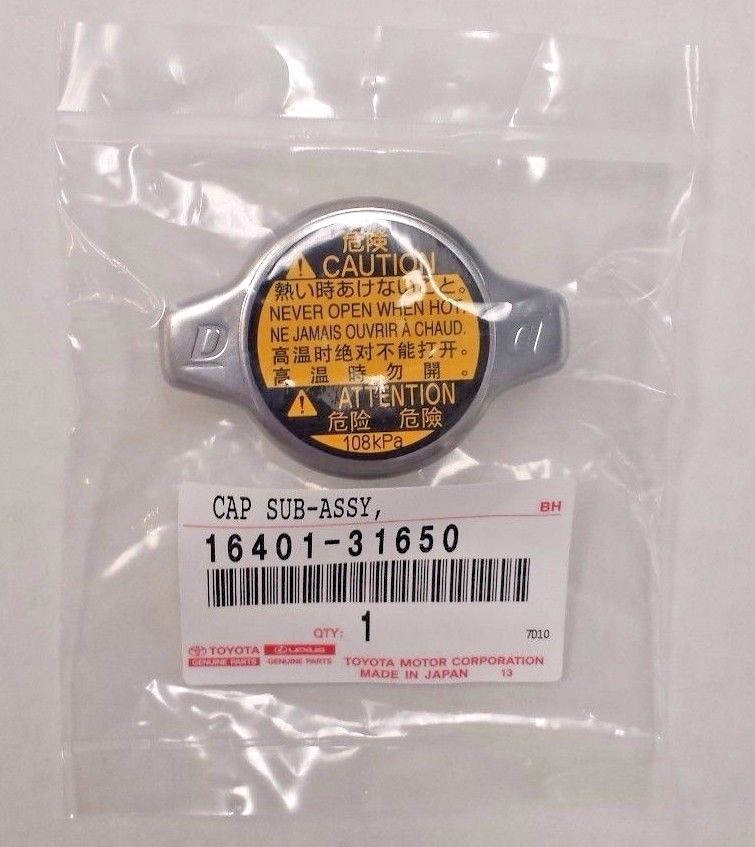 危険
CAUTION
熱い時あけないこと。
NEVER OPEN WHEN HOT.
NE JAMAIS OUVRIR À CHAUD.
高温时绝对不能打开。
高温時勿開。
ATTENTION
危险 危險
108kPa
D
CAP SUB-ASSY,
BH
16401-31650
QTY: 1
7D10
TOYOTA
GENUINE PARTS
LEXUS
GENUINE PARTS
TOYOTA MOTOR CORPORATION
MADE IN JAPAN 13